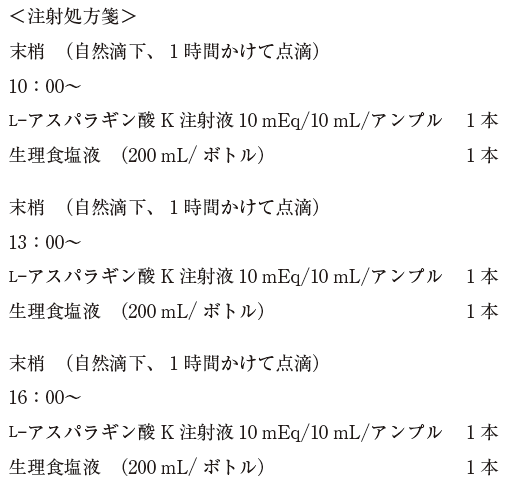 ＜注射処方箋＞
末梢　（自然滴下、１時間かけて点滴）
10：00〜
L-アスパラギン酸 K 注射液 10 mEq/10 mL/アンプル　1 本
生理食塩液　（200 mL/ ボトル）　1 本
末梢　（自然滴下、１時間かけて点滴）
13：00〜
L-アスパラギン酸 K 注射液 10 mEq/10 mL/アンプル　1 本
生理食塩液　（200 mL/ ボトル）　1 本
末梢　（自然滴下、１時間かけて点滴）
16：00〜
L-アスパラギン酸 K 注射液 10 mEq/10 mL/アンプル　1 本
生理食塩液　（200 mL/ ボトル）　1 本